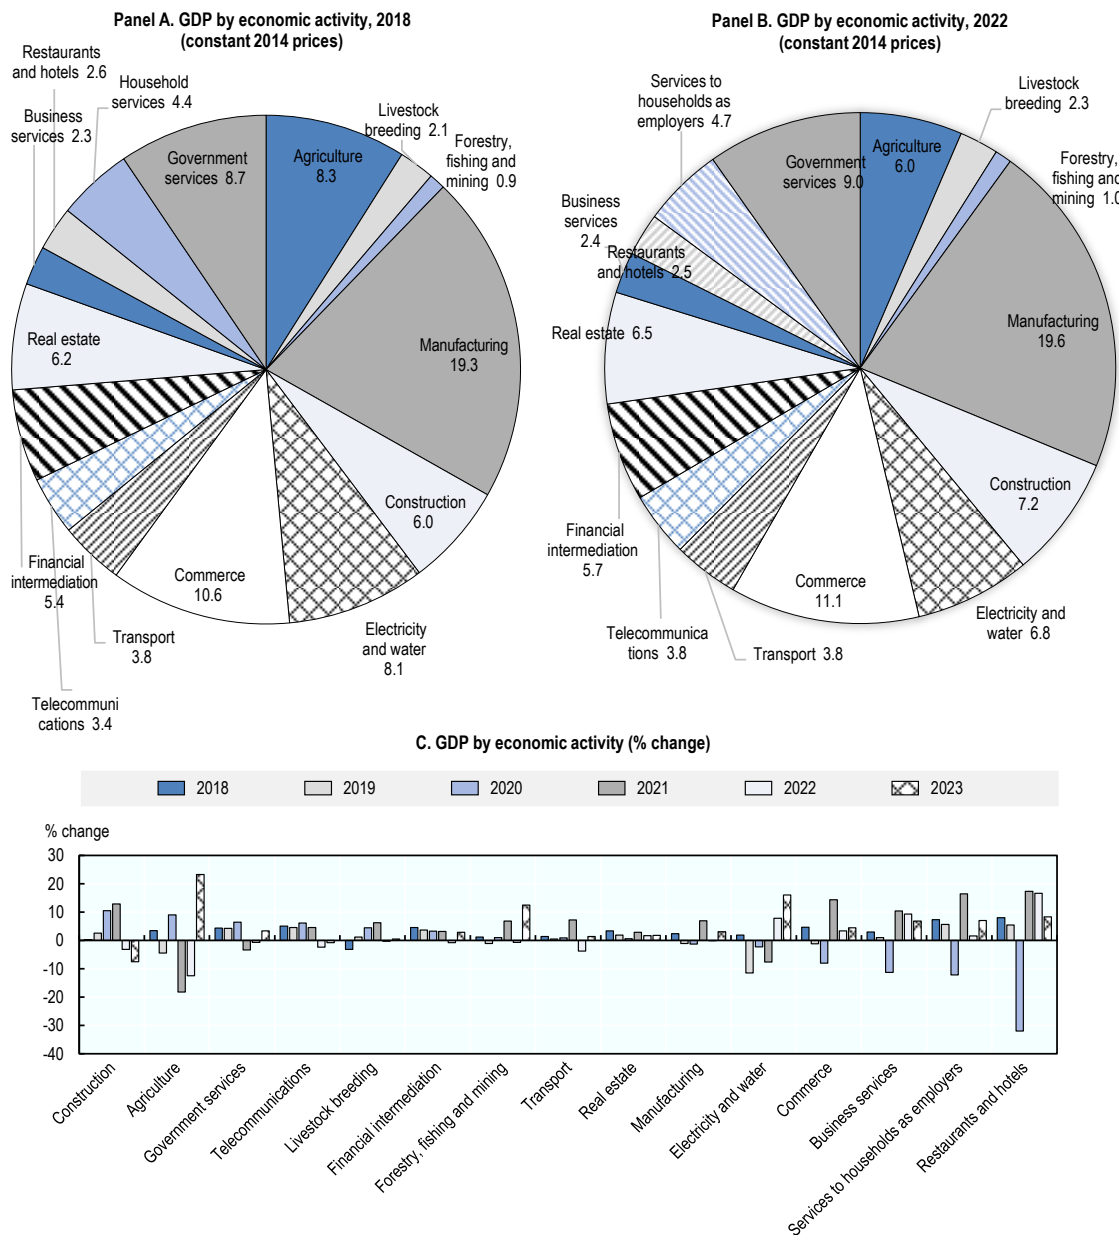 Panel A. GDP by economic activity, 2018
(constant 2014 prices)
Restaurants
and hotels 2.6
Household
services 4.4
Business
services 2.3
Livestock
breeding 2.1
Forestry,
fishing and
mining 0.9
Government
services 8.7
Agriculture
8.3
Manufacturing
19.3
Real estate
6.2
Construction
6.0
Financial
intermediation
5.4
Commerce
10.6
Transport
3.8
Electricity
and water
8.1
Telecommuni
cations 3.4
Panel B. GDP by economic activity, 2022
(constant 2014 prices)
Services to
households as
employers 4.7
Livestock
breeding 2.3
Forestry,
fishing and
mining 1.0
Government
services 9.0
Agriculture
6.0
Business
services
2.4
Restaurants
and hotels 2.5
Real estate 6.5
Manufacturing
19.6
Construction
7.2
Financial
intermediation
5.7
Commerce
11.1
Electricity and
water 6.8
Telecommunica
tions 3.8
Transport 3.8
C. GDP by economic activity (% change)
2018 2019 2020 2021 2022 2023
% change
30
20
10
0
-10
-20
-30
-40
Construction
Agriculture
Government services
Telecommunications
Livestock breeding
Financial intermediation
Forestry, fishing and mining
Transport
Real estate
Manufacturing
Electricity and water
Commerce
Business services
Services to households as employers
Restaurants and hotels